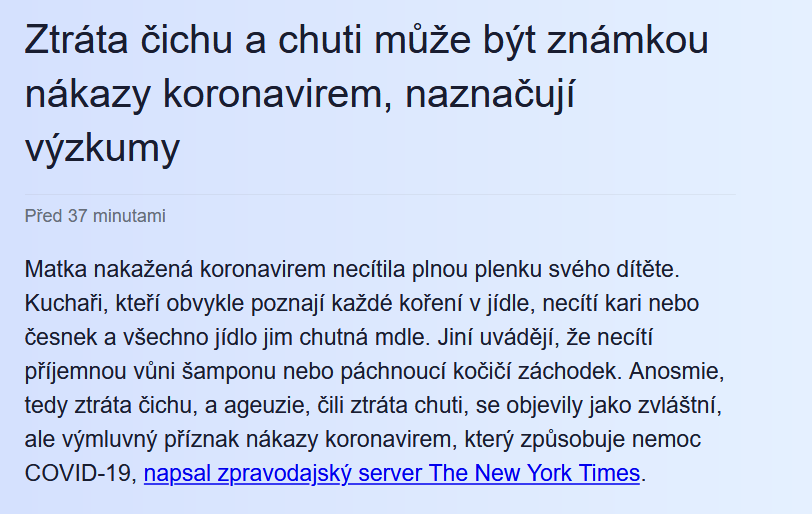 Ztráta čichu a chuti může být známkou
nákazy koronavirem, naznačují
výzkumy
Před 37 minutami
Matka nakažená koronavirem necítila plnou plenku svého dítěte.
Kuchaři, kteří obvykle poznají každé koření v jídle, necítí kari nebo
česnek a všechno jídlo jim chutná mdle. Jiní uvádějí, že necítí
příjemnou vůni šamponu nebo páchnoucí kočičí záchodek. Anosmie,
tedy ztráta čichu, a ageuzie, čili ztráta chuti, se objevily jako zvláštní,
ale výmluvný příznak nákazy koronavirem, který způsobuje nemoc
COVID-19, napsal zpravodajský server The New York Times.